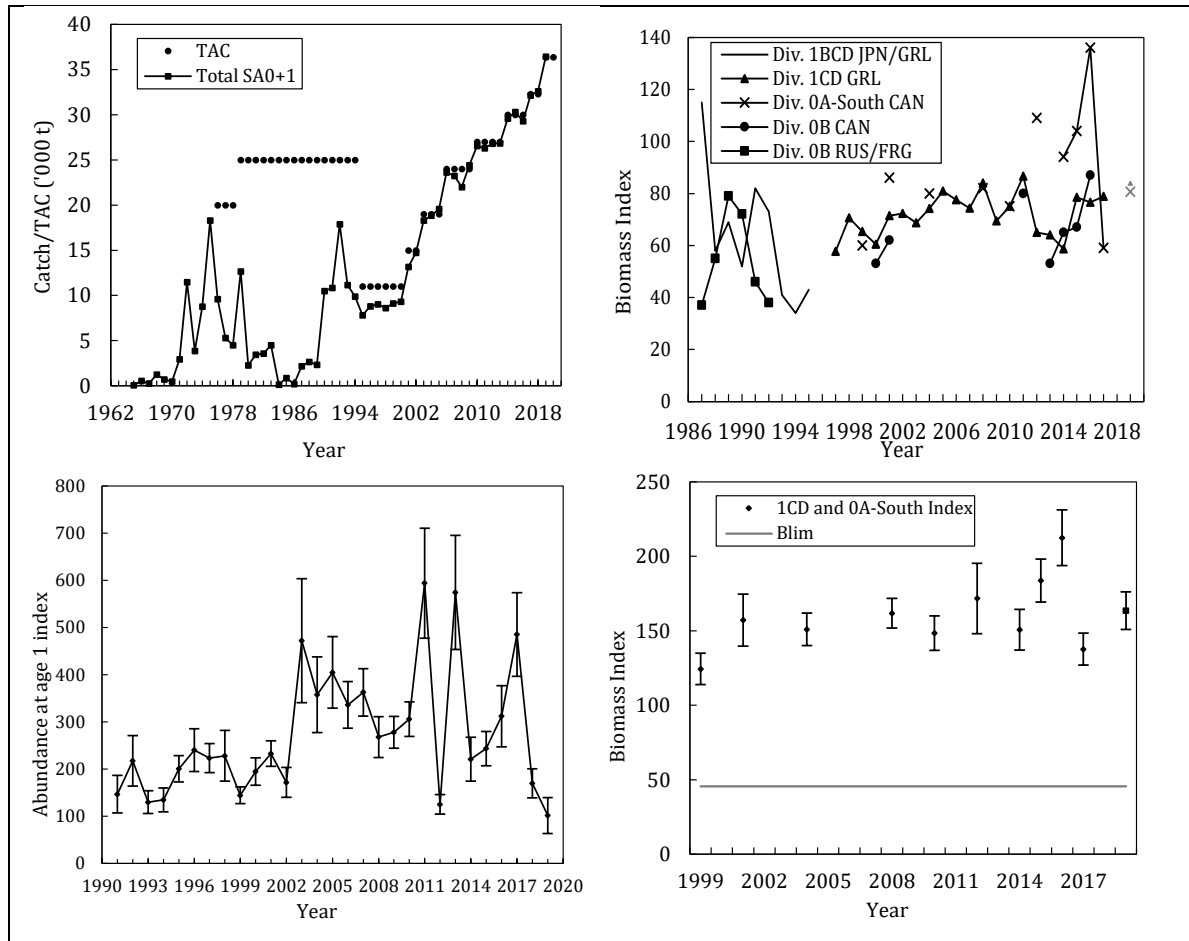 40
35
30
25
20
15
10
5
0
Catch/TAC ('000 t)
TAC
Total SA0+1
1962 1970 1978 1986 1994 2002 2010 2018
Year
140
120
100
80
60
40
20
0
Biomass Index
Div. 1BCD JPN/GRL
Div. 1CD GRL
Div. 0A-South CAN
Div. 0B CAN
Div. 0B RUS/FRG
1986 1990 1994 1998 2002 2006 2010 2014 2018
Year
800
700
600
500
400
300
200
100
0
Abundance at age 1 index
1990 1993 1996 1999 2002 2005 2008 2011 2014 2017 2020
Year
250
200
150
100
50
0
Biomass Index
1CD and 0A-South Index
Blim
1999 2002 2005 2008 2011 2014 2017
Year